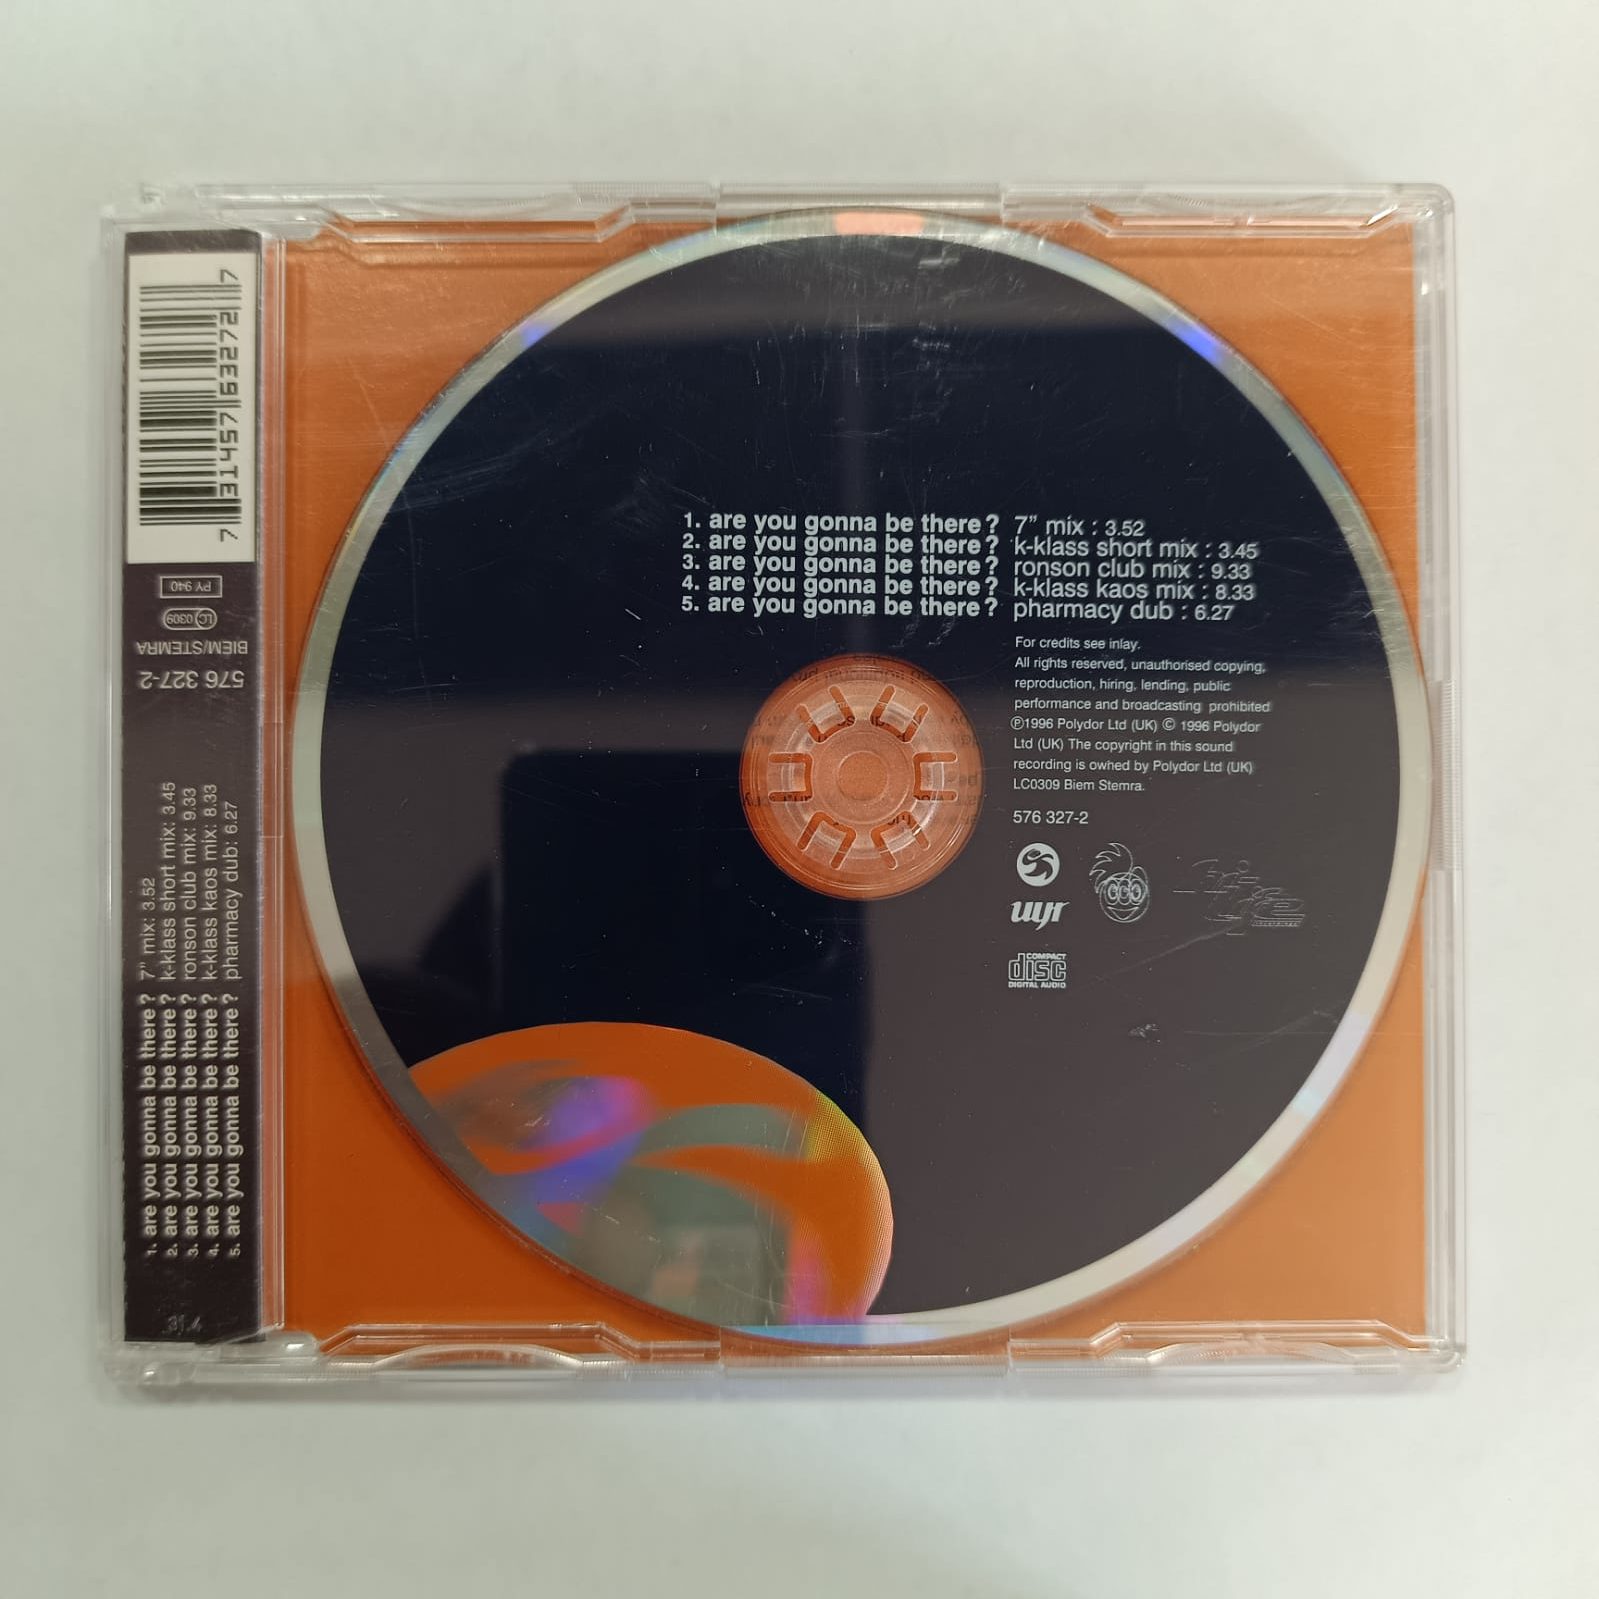 1. are you gonna be there? 7" mix : 3.52
2. are you gonna be there? k-klass short mix : 3.45
3. are you gonna be there? ronson club mix : 9.33
4. are you gonna be there? k-klass kaos mix : 8.33
5. are you gonna be there? pharmacy dub : 6.27
For credits see inlay.
All rights reserved, unauthorised copying,
reproduction, hiring, lending, public
performance and broadcasting prohibited
℗1996 Polydor Ltd (UK) © 1996 Polydor
Ltd (UK) The copyright in this sound
recording is owned by Polydor Ltd (UK)
LC0309 Biem Stemra.
576 327-2
COMPACT
disc
DIGITAL AUDIO
7 31457 63272 7
PY 940
LC 0309
BIEM/STEMRA
576 327-2
1. are you gonna be there? 7" mix: 3.52
2. are you gonna be there? k-klass short mix: 3.45
3. are you gonna be there? ronson club mix: 9.33
4. are you gonna be there? k-klass kaos mix: 8.33
5. are you gonna be there? pharmacy dub: 6.27